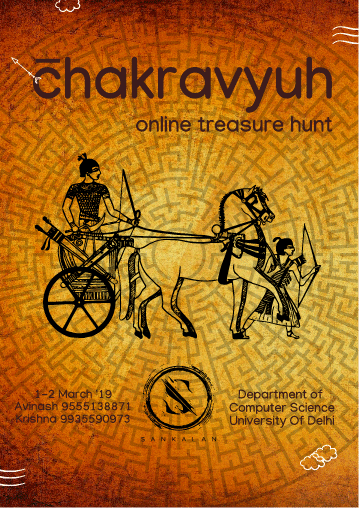 chakravyuh
online treasure hunt
1-2 March '19
Avinash 9555138871
Krishna 9935590973
Department of
Computer Science
University Of Delhi
S
SANKALAN